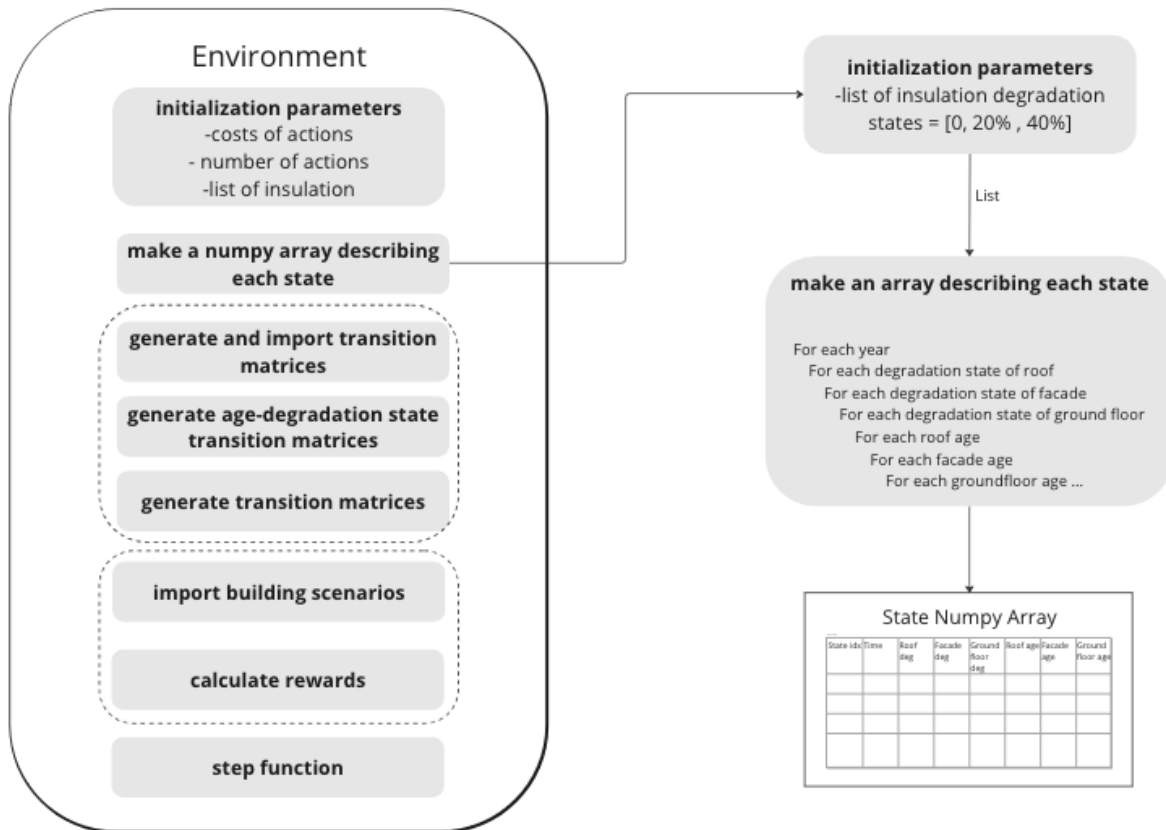 Environment
initialization parameters
-costs of actions
- number of actions
-list of insulation
make a numpy array describing
each state
generate and import transition
matrices
generate age-degradation state
transition matrices
generate transition matrices
import building scenarios
calculate rewards
step function
initialization parameters
-list of insulation degradation
states = [0, 20% , 40%]
List
make an array describing each state
For each year
For each degradation state of roof
For each degradation state of facade
For each degradation state of ground floor
For each roof age
For each facade age
For each groundfloor age ...
State Numpy Array
State idx Time Roof Facade Ground Roof age Facade Ground
deg deg floor age floor age
deg